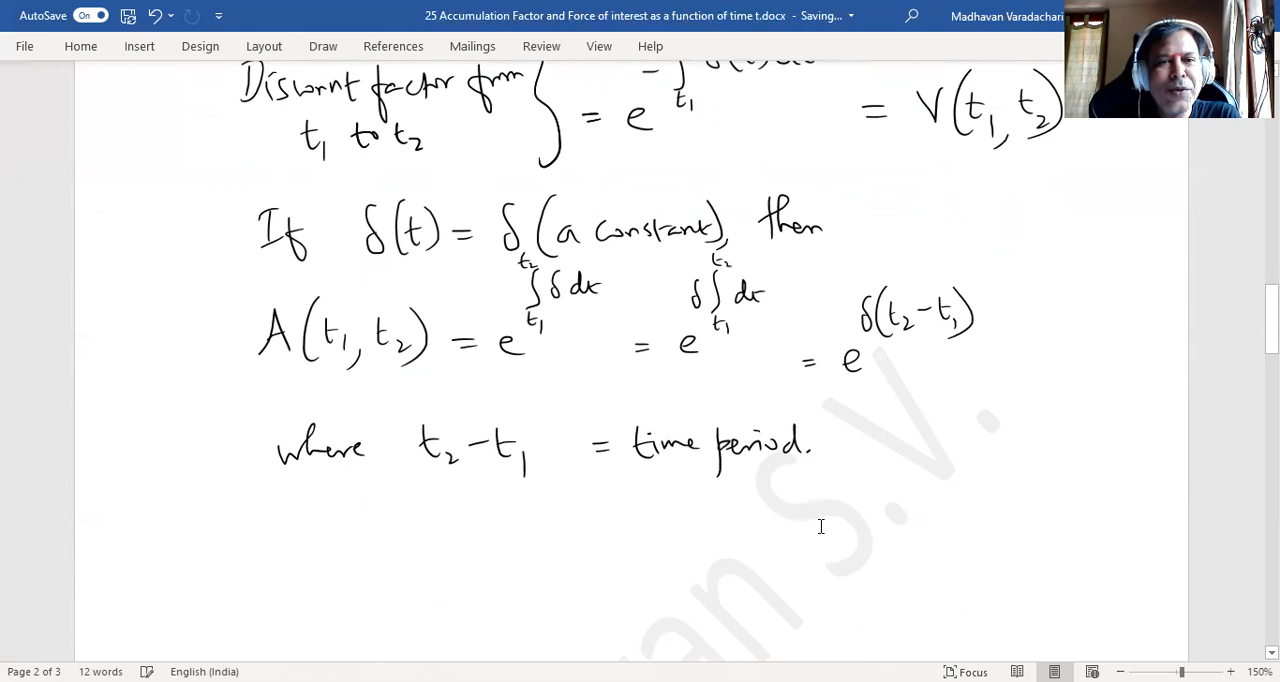 AutoSave On 25 Accumulation Factor and Force of interest as a function of time t.docx - Saving... Madhavan Varadachari
File Home Insert Design Layout References Mailings Review View Help
Discount factor from t₁ to t₂ } = e^(-∫t₁ = V(t₁, t₂)
If δ(t) = δ (a constant), then
A(t₁, t₂) = e^(∫_{t₁}^{t₂} δ dt) = e^(δ ∫_{t₁}^{t₂} dt) = e^(δ(t₂ - t₁))
where t₂ - t₁ = time period.
an S.V.
Page 2 of 3 12 words English (India) Focus 150%